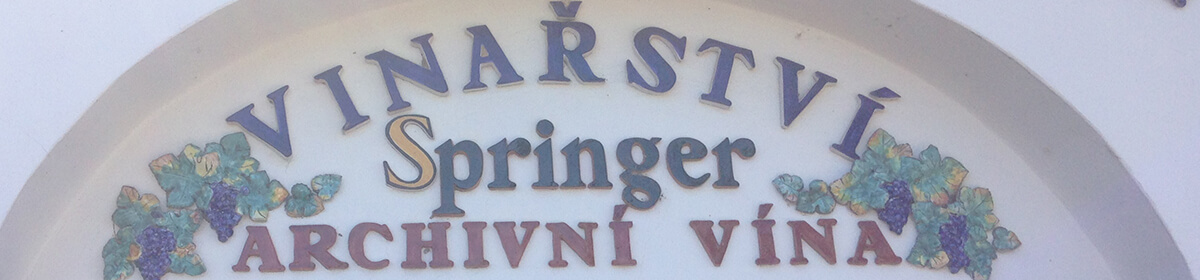 VINAŘSTVÍ
Springer
ARCHIVNÍ VÍNA